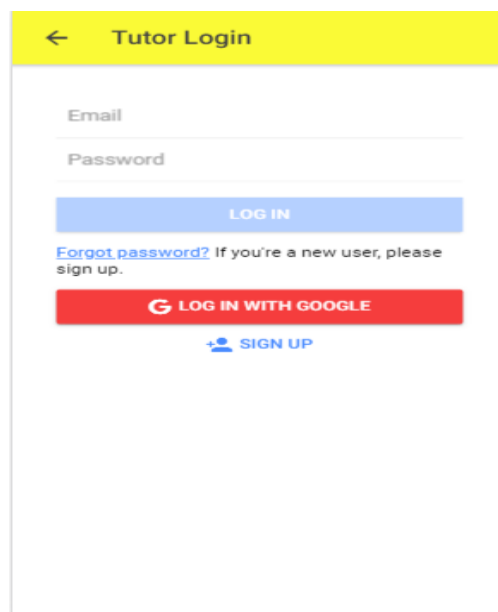 Tutor Login
Email
Password
LOG IN
Forgot password? If you're a new user, please
sign up.
LOG IN WITH GOOGLE
SIGN UP